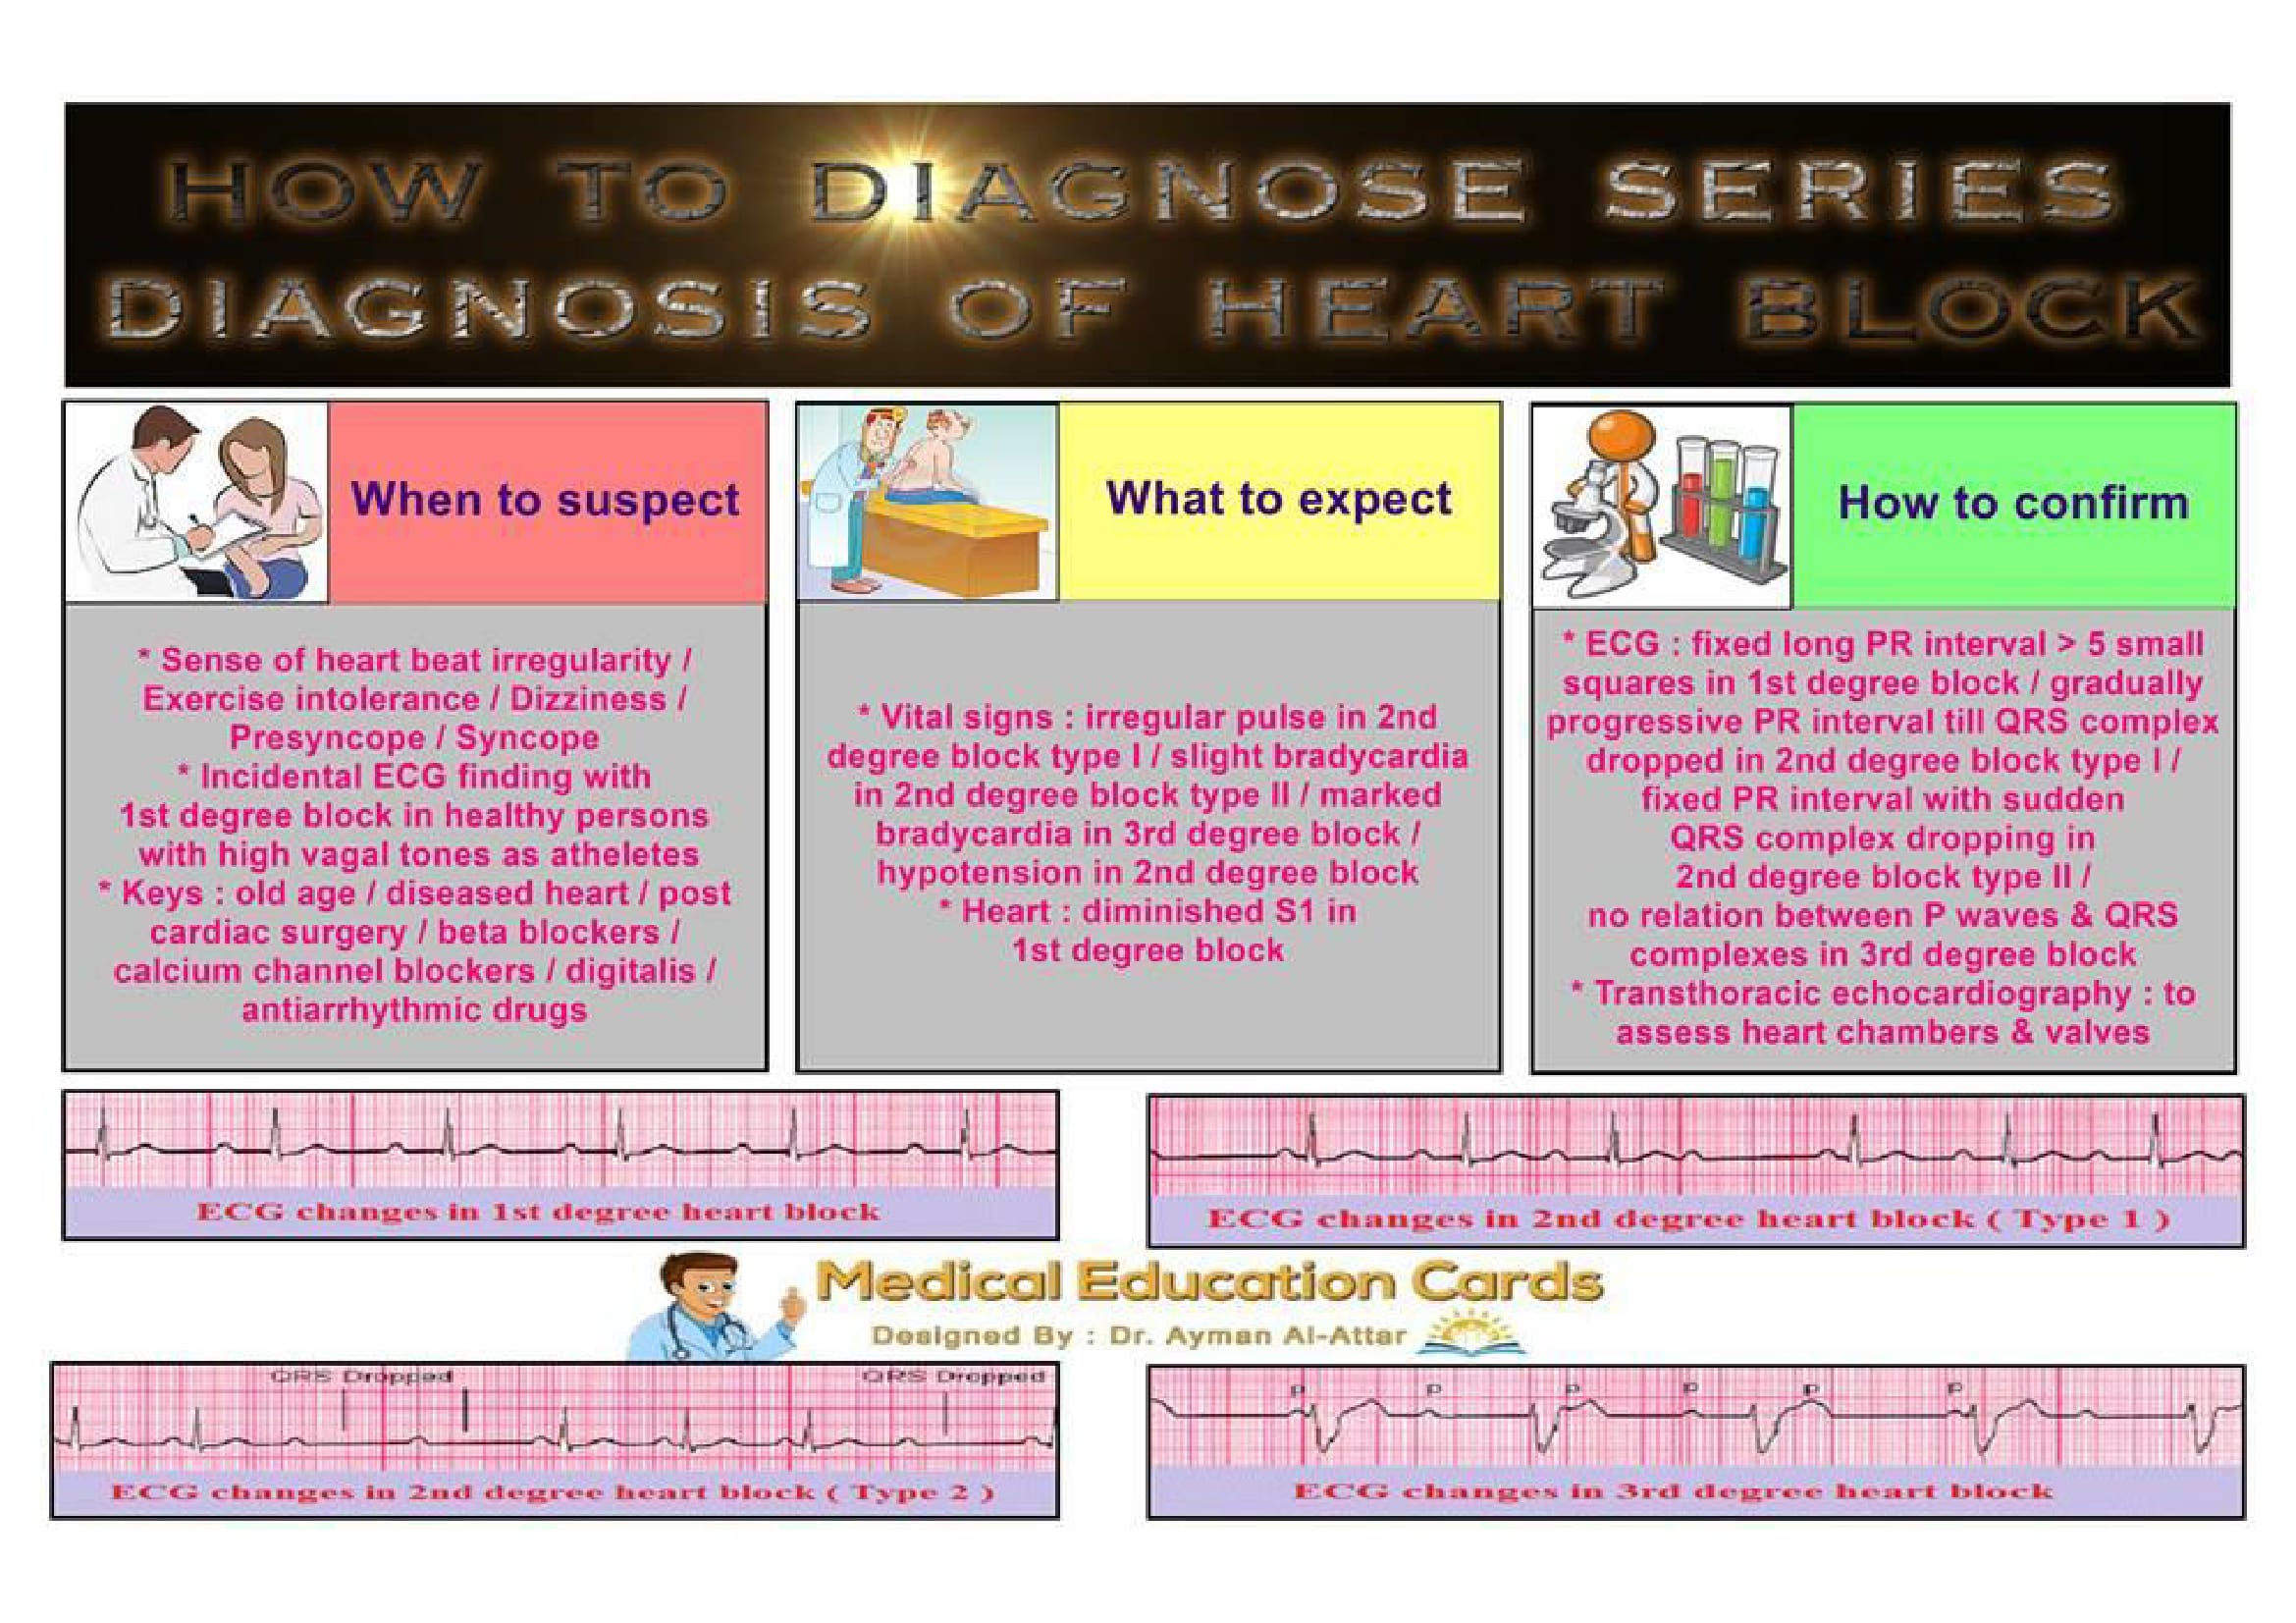 HOW TO DIAGNOSE SERIES
DIAGNOSIS OF HEART BLOCK
When to suspect
* Sense of heart beat irregularity /
Exercise intolerance / Dizziness /
Presyncope / Syncope
* Incidental ECG finding with
1st degree block in healthy persons
with high vagal tones as atheletes
* Keys : old age / diseased heart / post
cardiac surgery / beta blockers /
calcium channel blockers / digitalis /
antiarrhythmic drugs
What to expect
* Vital signs : irregular pulse in 2nd
degree block type I / slight bradycardia
in 2nd degree block type II / marked
bradycardia in 3rd degree block /
hypotension in 2nd degree block
* Heart : diminished S1 in
1st degree block
How to confirm
* ECG : fixed long PR interval > 5 small
squares in 1st degree block / gradually
progressive PR interval till QRS complex
dropped in 2nd degree block type I /
fixed PR interval with sudden
QRS complex dropping in
2nd degree block type II /
no relation between P waves & QRS
complexes in 3rd degree block
* Transthoracic echocardiography : to
assess heart chambers & valves
ECG changes in 1st degree heart block
ECG changes in 2nd degree heart block ( Type 1 )
Medical Education Cards
Designed By : Dr. Ayman Al-Attar
QRS Dropped QRS Dropped
ECG changes in 2nd degree heart block ( Type 2 )
P P P P P P
ECG changes in 3rd degree heart block